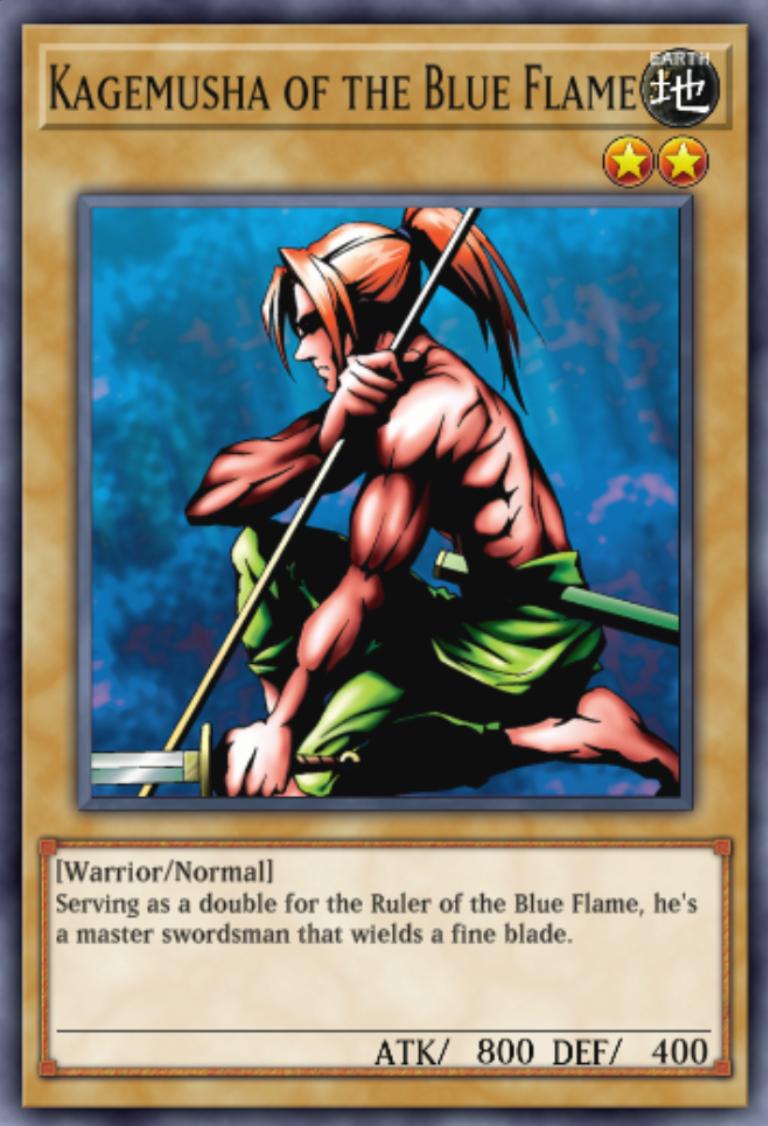 KAGEMUSHA OF THE BLUE FLAME
EARTH
地
[Warrior/Normal]
Serving as a double for the Ruler of the Blue Flame, he's
a master swordsman that wields a fine blade.
ATK/ 800 DEF/ 400